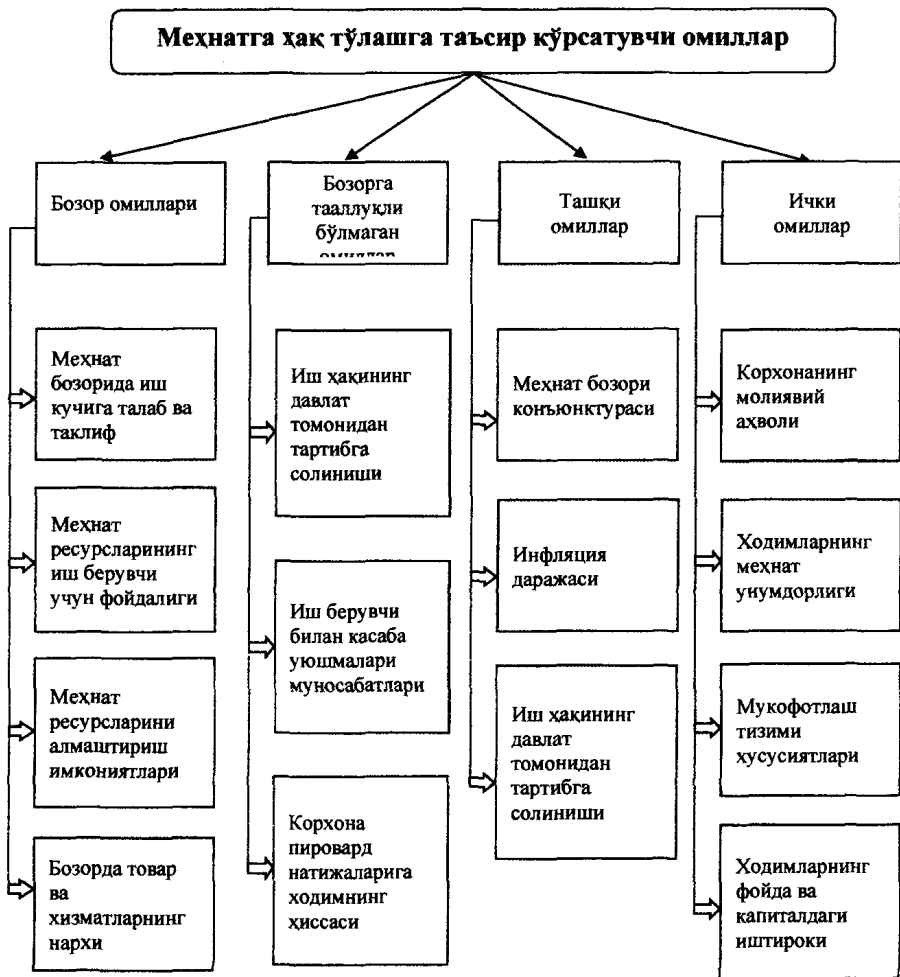 Меҳнатга ҳақ тўлашга таъсир кўрсатувчи омиллар
Бозор омиллари
Меҳнат
бозорида иш
кучига талаб ва
таклиф
Меҳнат
ресурсларининг
иш берувчи
учун фойдалиги
Меҳнат
ресурсларини
алмаштириш
имкониятлари
Бозорда товар
ва
хизматларнинг
нархи
Бозорга
тааллуқли
бўлмаган
омиллар
Иш ҳақининг
давлат
томонидан
тартибга
солиниши
Иш берувчи
билан касаба
уюшмалари
муносабатлари
Корхона
пировард
натижаларига
ходимнинг
ҳиссаси
Ташқи
омиллар
Меҳнат бозори
конъюнктураси
Инфляция
даражаси
Иш ҳақининг
давлат
томонидан
тартибга
солиниши
Ички
омиллар
Корхонанинг
молиявий
аҳволи
Ходимларнинг
меҳнат
унумдорлиги
Мукофотлаш
тизими
хусусиятлари
Ходимларнинг
фойда ва
капиталдаги
иштироки